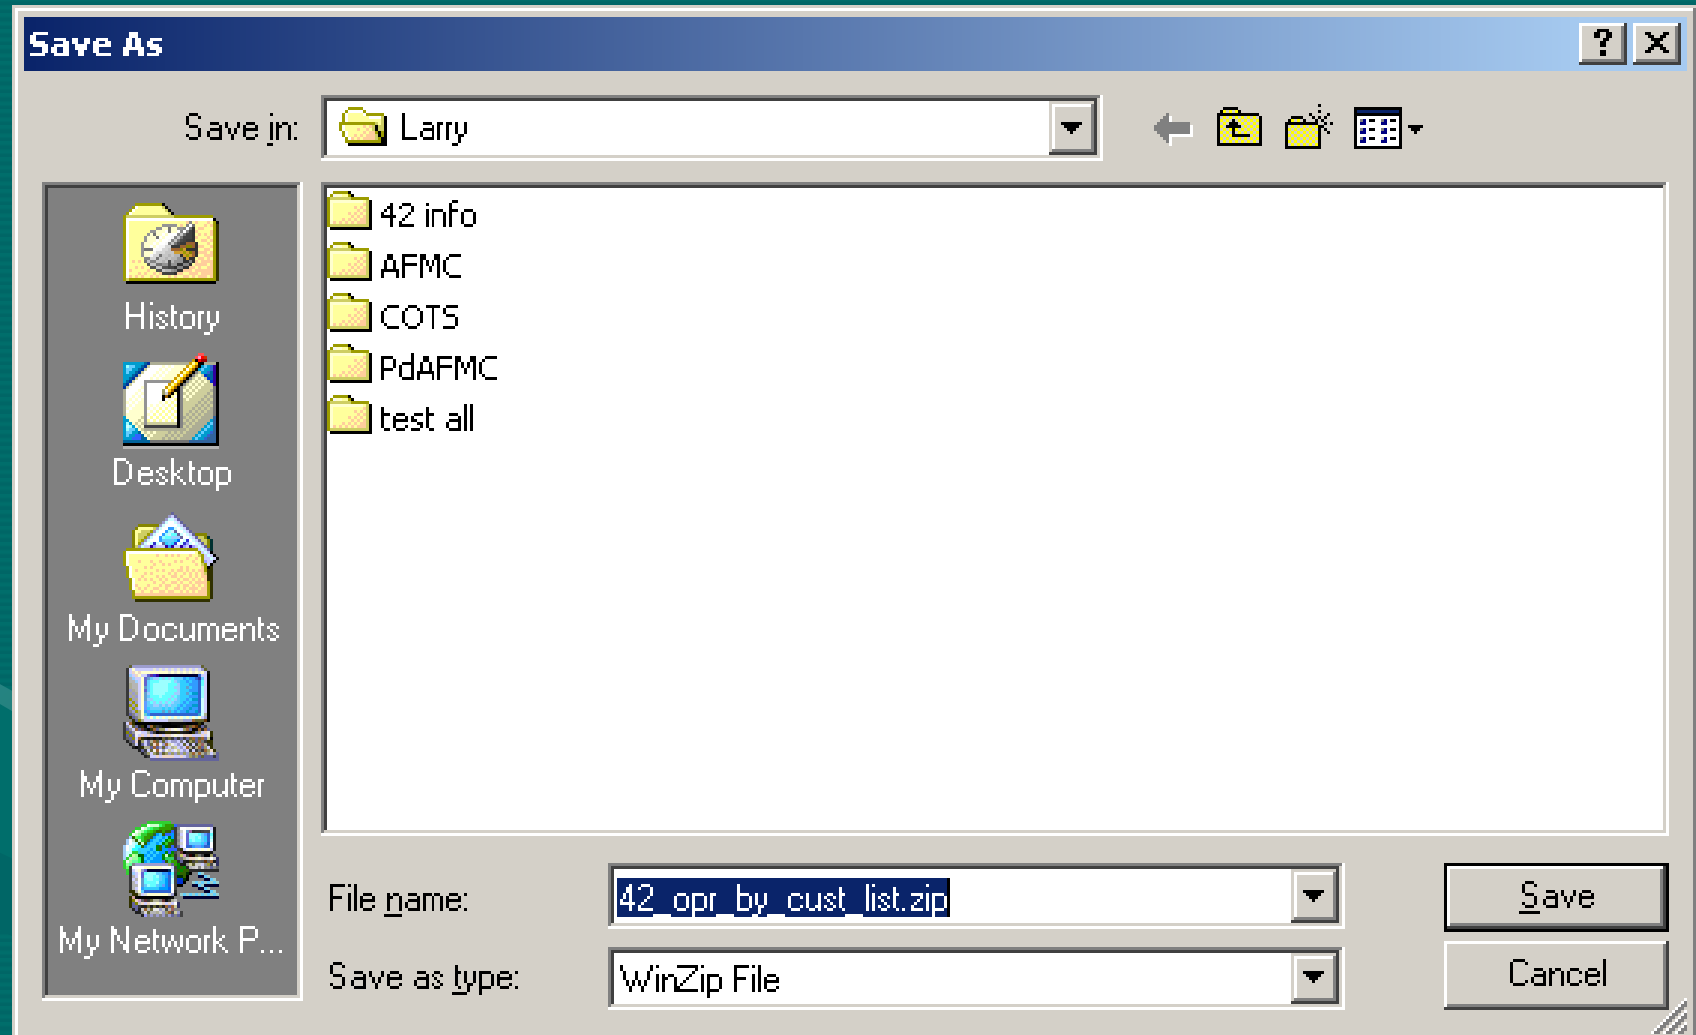 Save As
Save in: Larry
42 info
AFMC
COTS
PdAFMC
test all
History
Desktop
My Documents
My Computer
My Network P...
File name: 42_opr_by_cust_list.zip
Save
Save as type: WinZip File
Cancel